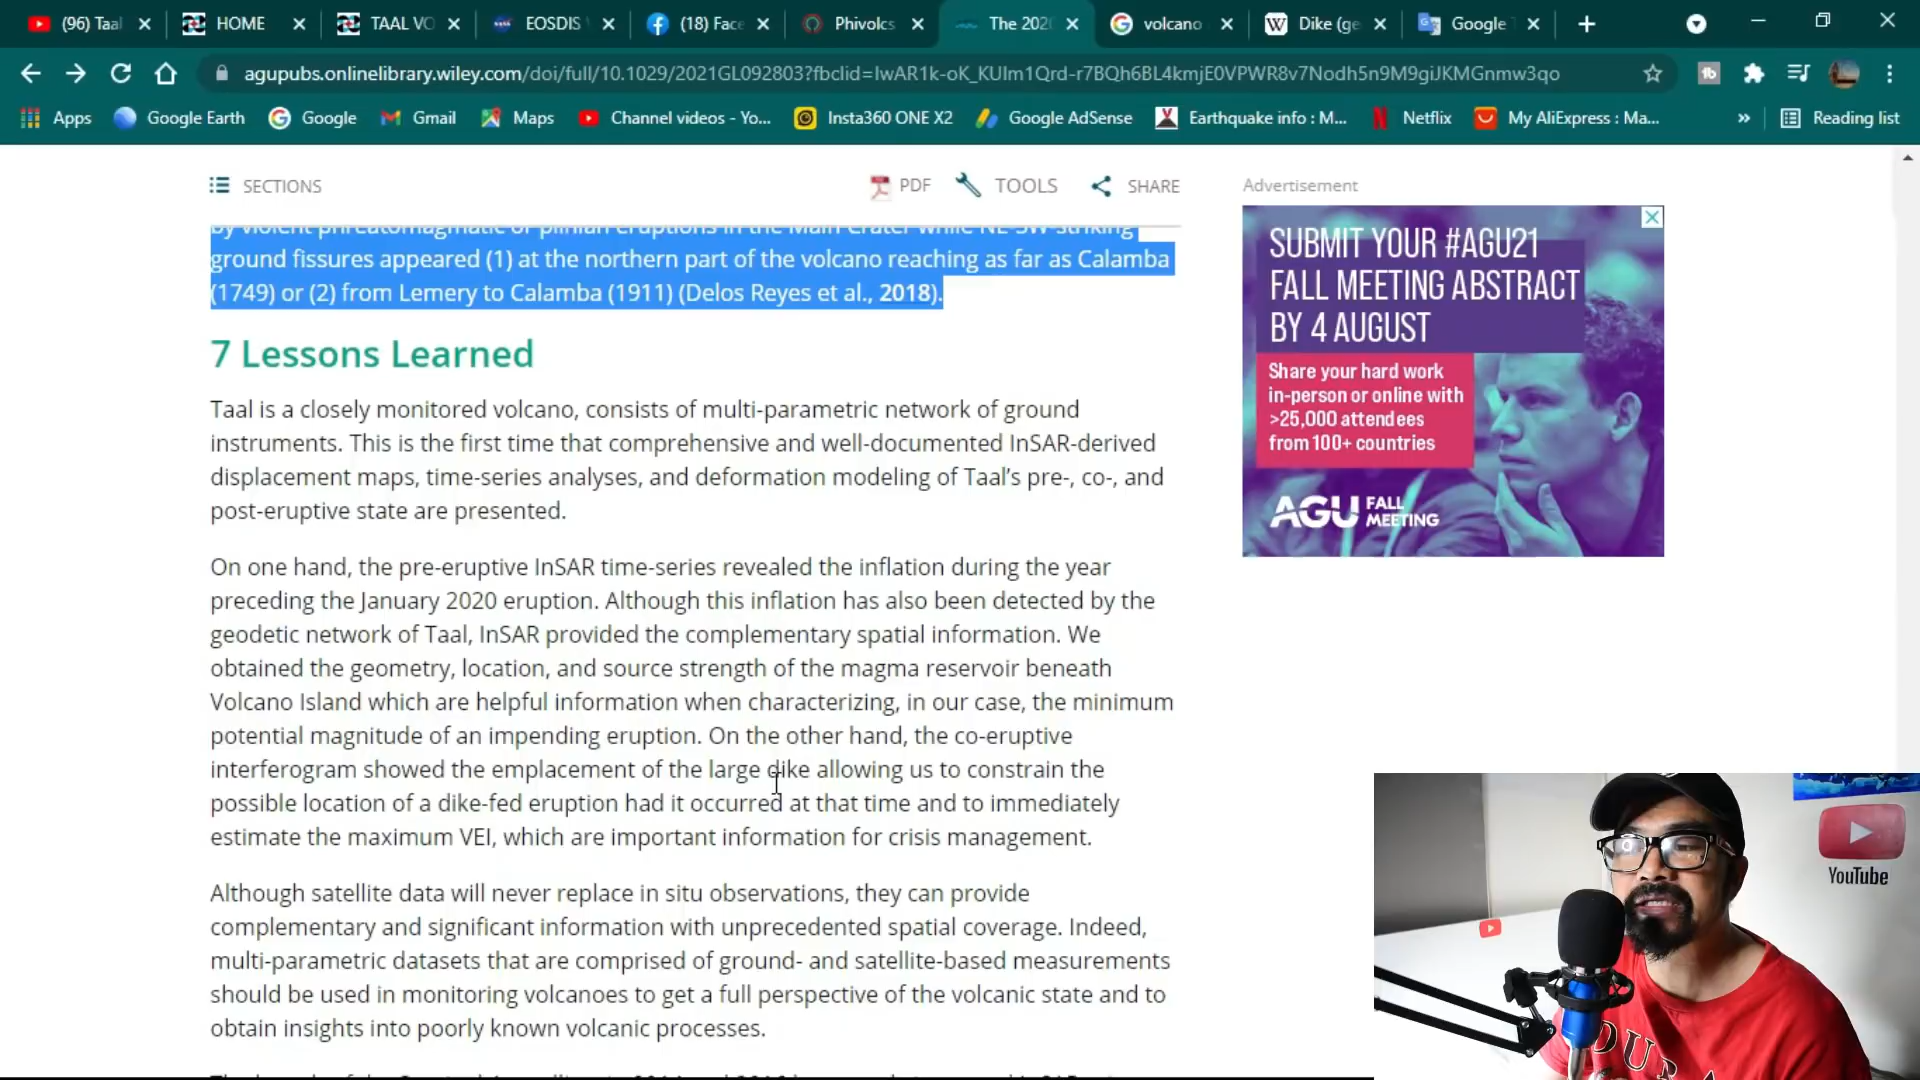 (96) Taal
HOME
TAAL VO
EOSDIS
(18) Face
Phivolcs
The 202
volcano
Dike (ge
Google T
agupubs.onlinelibrary.wiley.com/doi/full/10.1029/2021GL092803?fbclid=IwAR1k-oK_KUlm1Qrd-r7BQh6BL4kmjE0VPWR8v7Nodh5n9M9giJKMGnmw3qo
Apps
Google Earth
Google
Gmail
Maps
Channel videos - Yo...
Insta360 ONE X2
Google AdSense
Earthquake info : M...
Netflix
My AliExpress : Ma...
»
Reading list
SECTIONS
PDF
TOOLS
SHARE
by violent phreatomagmatic or plinian eruptions in the Main Crater while NE-SW-striking
ground fissures appeared (1) at the northern part of the volcano reaching as far as Calamba
(1749) or (2) from Lemery to Calamba (1911) (Delos Reyes et al., 2018).
7 Lessons Learned
Taal is a closely monitored volcano, consists of multi-parametric network of ground
instruments. This is the first time that comprehensive and well-documented InSAR-derived
displacement maps, time-series analyses, and deformation modeling of Taal's pre-, co-, and
post-eruptive state are presented.
On one hand, the pre-eruptive InSAR time-series revealed the inflation during the year
preceding the January 2020 eruption. Although this inflation has also been detected by the
geodetic network of Taal, InSAR provided the complementary spatial information. We
obtained the geometry, location, and source strength of the magma reservoir beneath
Volcano Island which are helpful information when characterizing, in our case, the minimum
potential magnitude of an impending eruption. On the other hand, the co-eruptive
interferogram showed the emplacement of the large dike allowing us to constrain the
possible location of a dike-fed eruption had it occurred at that time and to immediately
estimate the maximum VEI, which are important information for crisis management.
Although satellite data will never replace in situ observations, they can provide
complementary and significant information with unprecedented spatial coverage. Indeed,
multi-parametric datasets that are comprised of ground- and satellite-based measurements
should be used in monitoring volcanoes to get a full perspective of the volcanic state and to
obtain insights into poorly known volcanic processes.
Advertisement
SUBMIT YOUR #AGU21
FALL MEETING ABSTRACT
BY 4 AUGUST
Share your hard work
in-person or online with
>25,000 attendees
from 100+ countries
AGU FALL
MEETING
YouTube